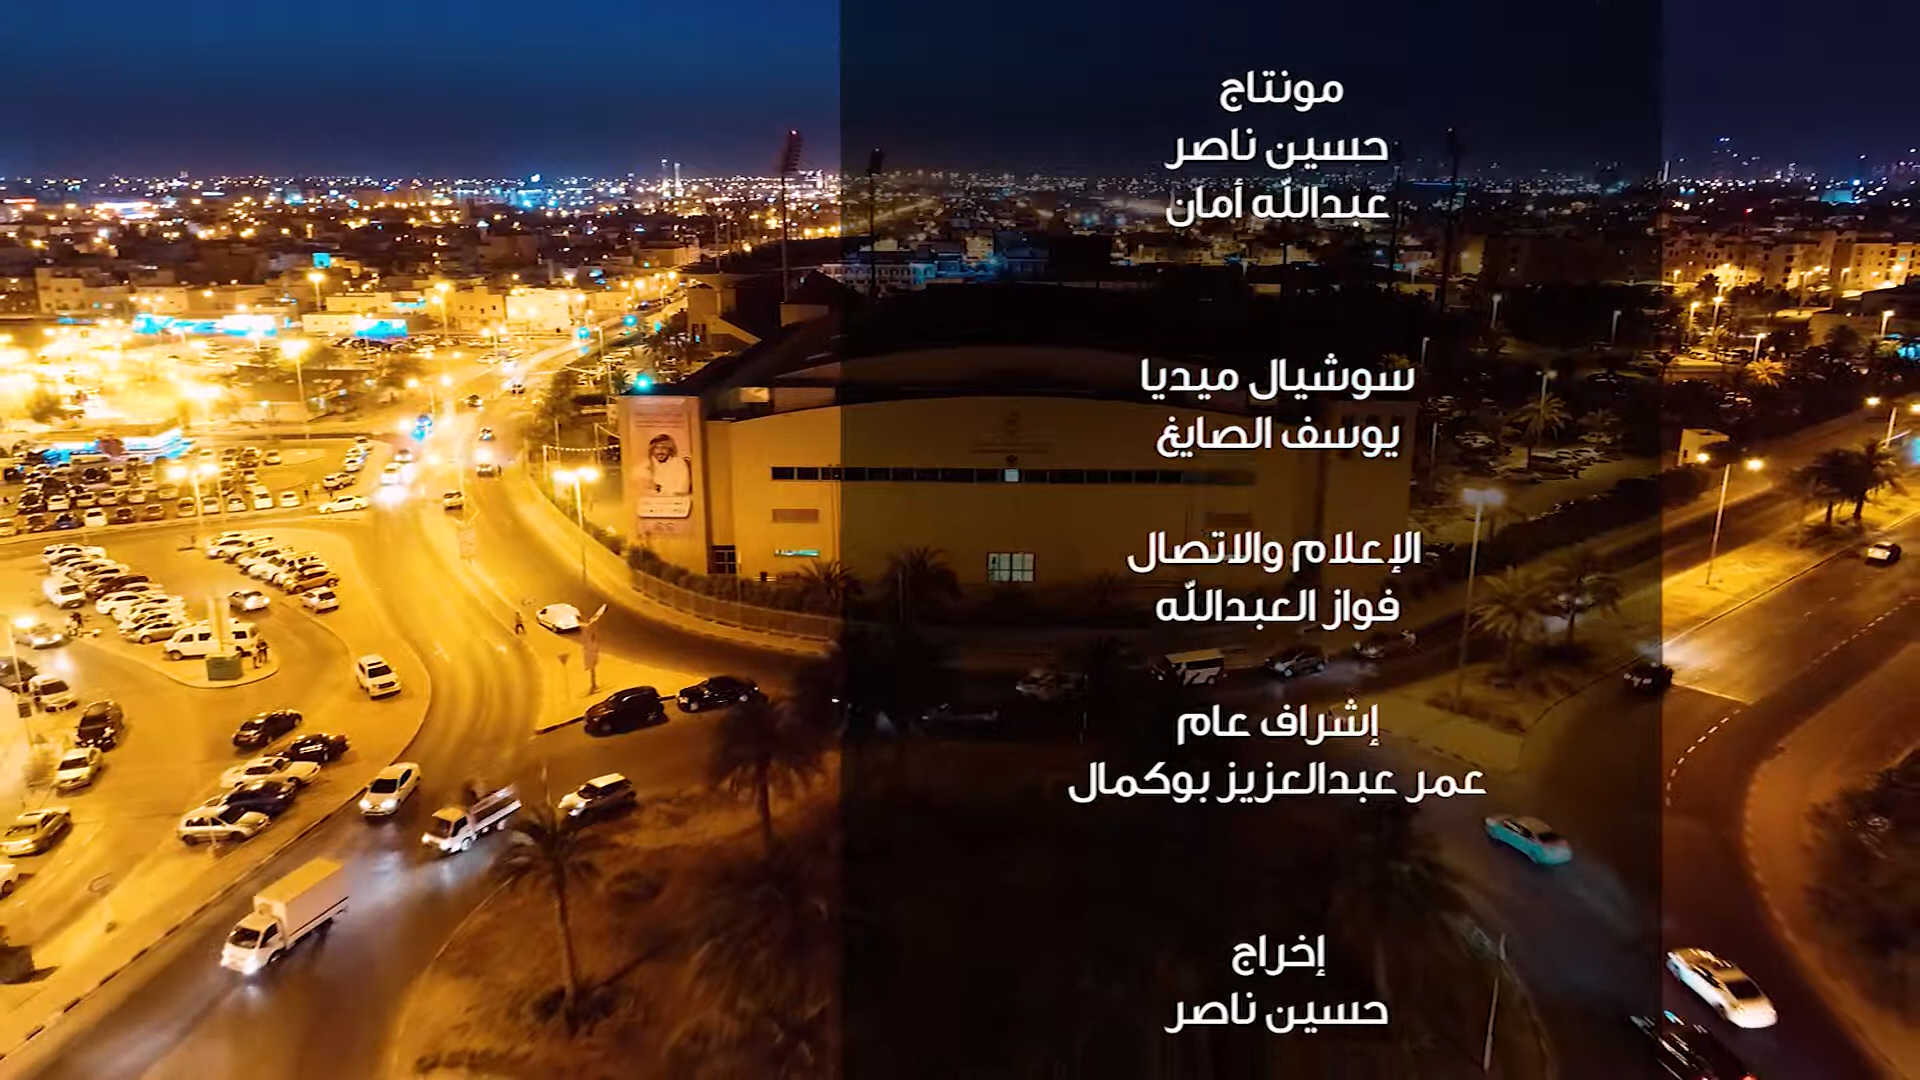 مونتاج
حسين ناصر
عبدالله أمان
سوشيال ميديا
يوسف الصايغ
الإعلام والاتصال
فواز العبدالله
إشراف عام
عمر عبدالعزيز بوكمال
إخراج
حسين ناصر